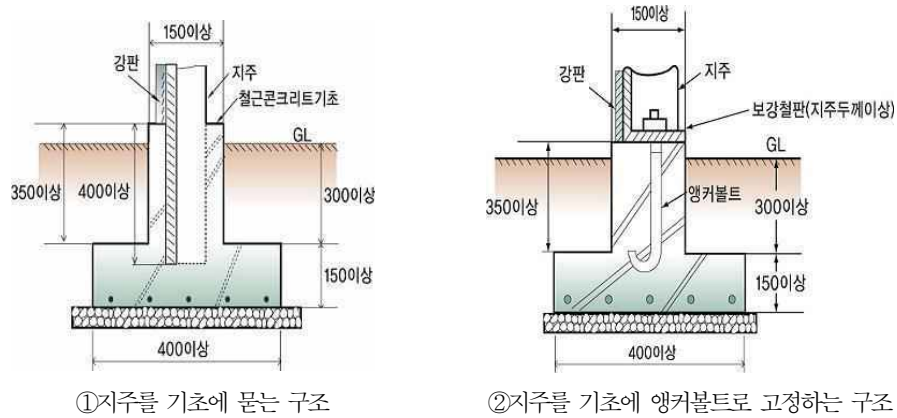 150이상
강판
지주
철근콘크리트기초
GL
350이상
400이상
300이상
150이상
400이상
①지주를 기초에 묻는 구조
150이상
강판
지주
보강철판(지주두께이상)
GL
앵커볼트
350이상
300이상
150이상
400이상
②지주를 기초에 앵커볼트로 고정하는 구조